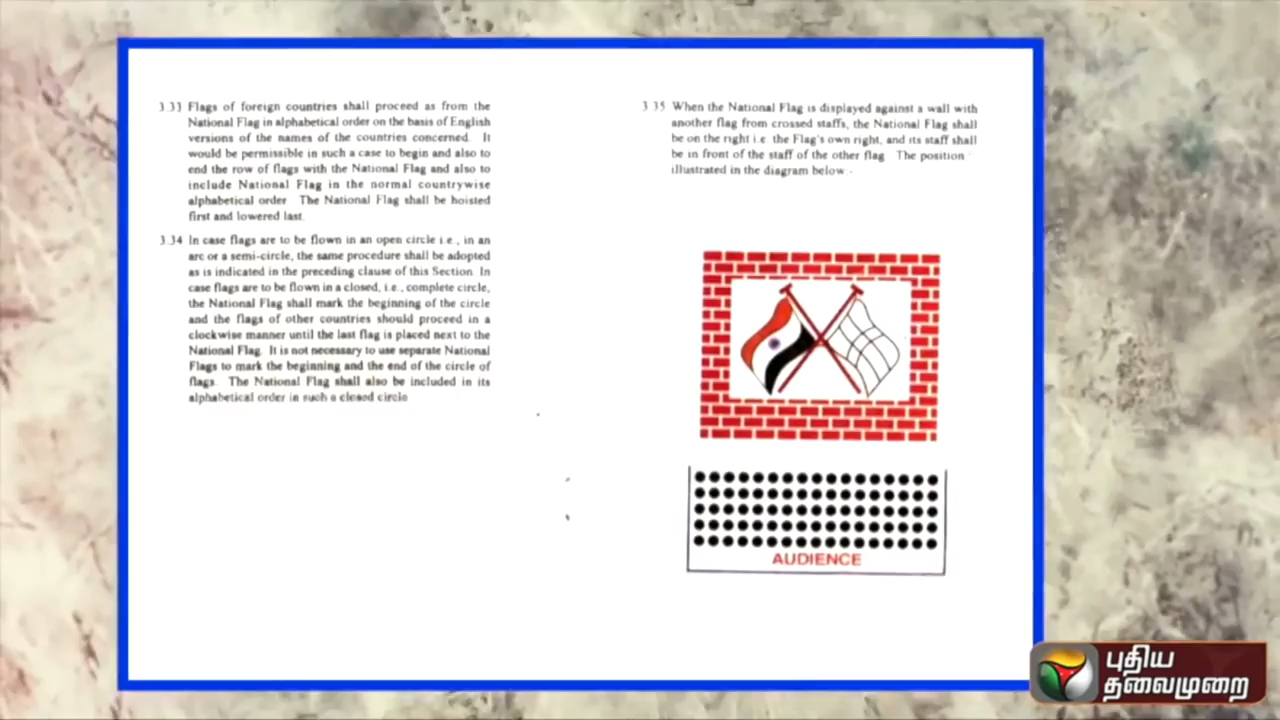 3.33 Flags of foreign countries shall proceed as from the
National Flag in alphabetical order on the basis of English
versions of the names of the countries concerned. It
would be permissible in such a case to begin and also to
end the row of flags with the National Flag and also to
include National Flag in the normal countrywise
alphabetical order The National Flag shall be hoisted
first and lowered last.
3.34 In case flags are to be flown in an open circle i.e., in an
arc or a semi-circle, the same procedure shall be adopted
as is indicated in the preceding clause of this Section. In
case flags are to be flown in a closed, i.e., complete circle,
the National Flag shall mark the beginning of the circle
and the flags of other countries should proceed in a
clockwise manner until the last flag is placed next to the
National Flag. It is not necessary to use separate National
Flags to mark the beginning and the end of the circle of
flags. The National Flag shall also be included in its
alphabetical order in such a closed circle
3 35 When the National Flag is displayed against a wall with
another flag from crossed staffs, the National Flag shall
be on the right i.e. the Flag's own right, and its staff shall
be in front of the staff of the other flag The position
illustrated in the diagram below -
AUDIENCE
புதிய
தலைமுறை